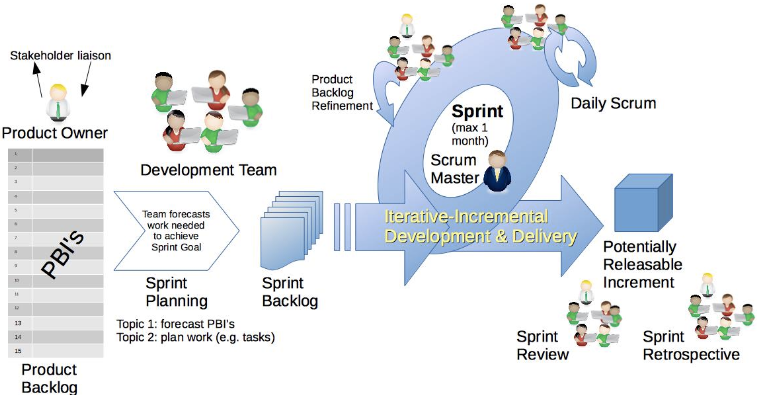 Stakeholder liaison
Product Owner
1
2
3
4
5
6
7
8
9
10
11
12
13
14
15
PBI's
Product
Backlog
Development Team
Team forecasts
work needed
to achieve
Sprint Goal
Sprint
Planning
Topic 1: forecast PBI's
Topic 2: plan work (e.g. tasks)
Sprint
Backlog
Product
Backlog
Refinement
Sprint
(max 1
month)
Scrum
Master
Daily Scrum
Iterative-Incremental
Development & Delivery
Potentially
Releasable
Increment
Sprint
Review
Sprint
Retrospective